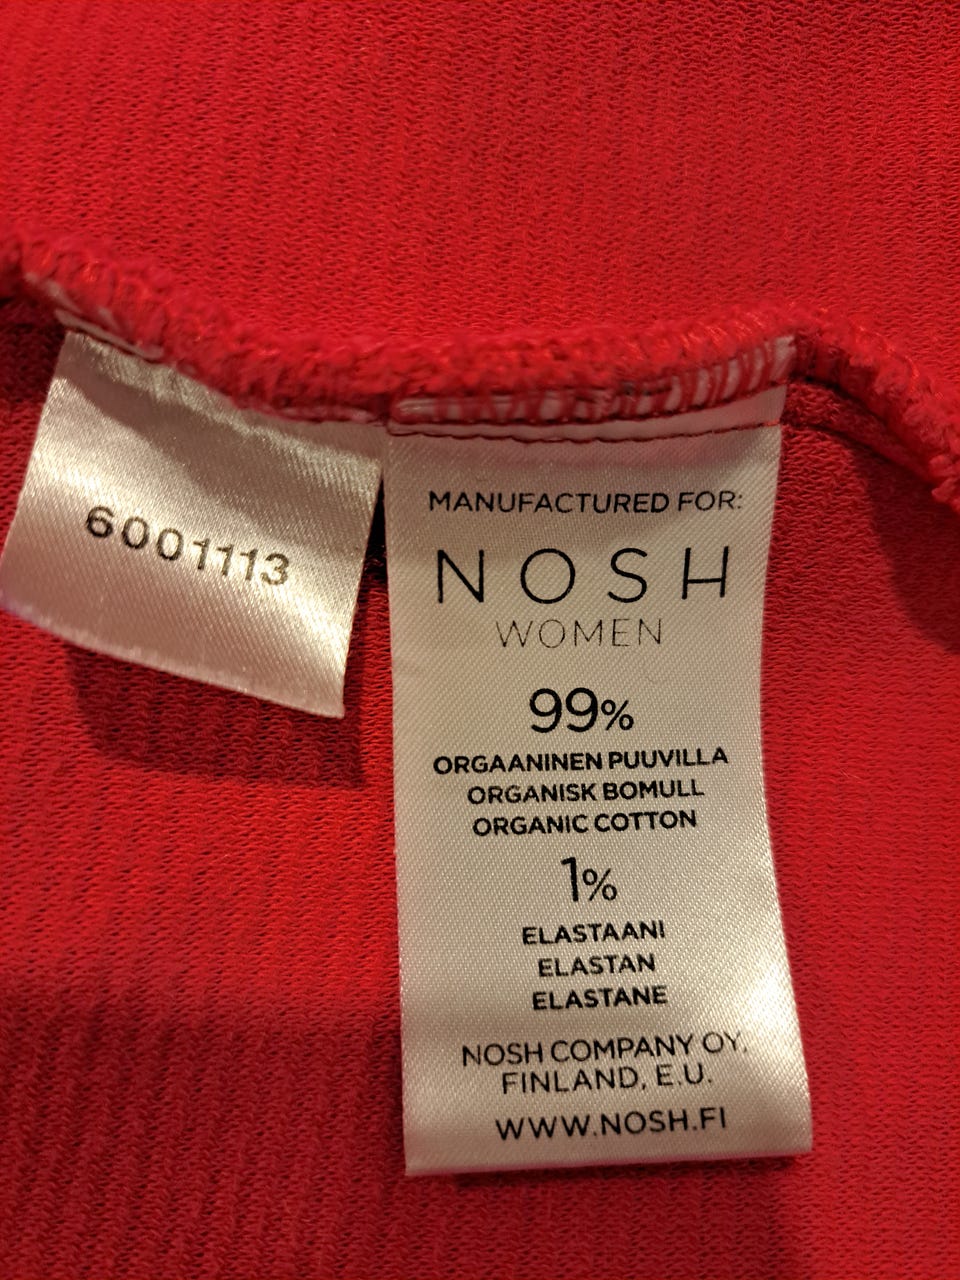 6001113
MANUFACTURED FOR:
NOSH
WOMEN
99%
ORGAANINEN PUUVILLA
ORGANISK BOMULL
ORGANIC COTTON
1%
ELASTAANI
ELASTAN
ELASTANE
NOSH COMPANY OY,
FINLAND, E.U.
WWW.NOSH.FI